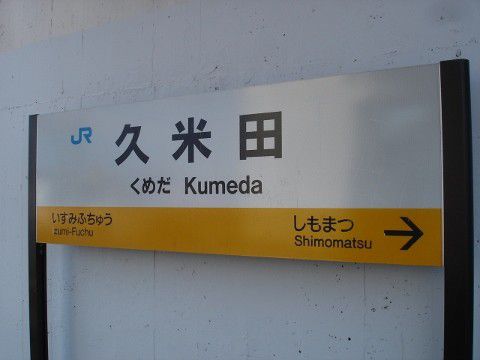 JR 久米田
くめだ Kumeda
いずみふちゅう しもまつ
zumi-Fuchu Shimomatsu